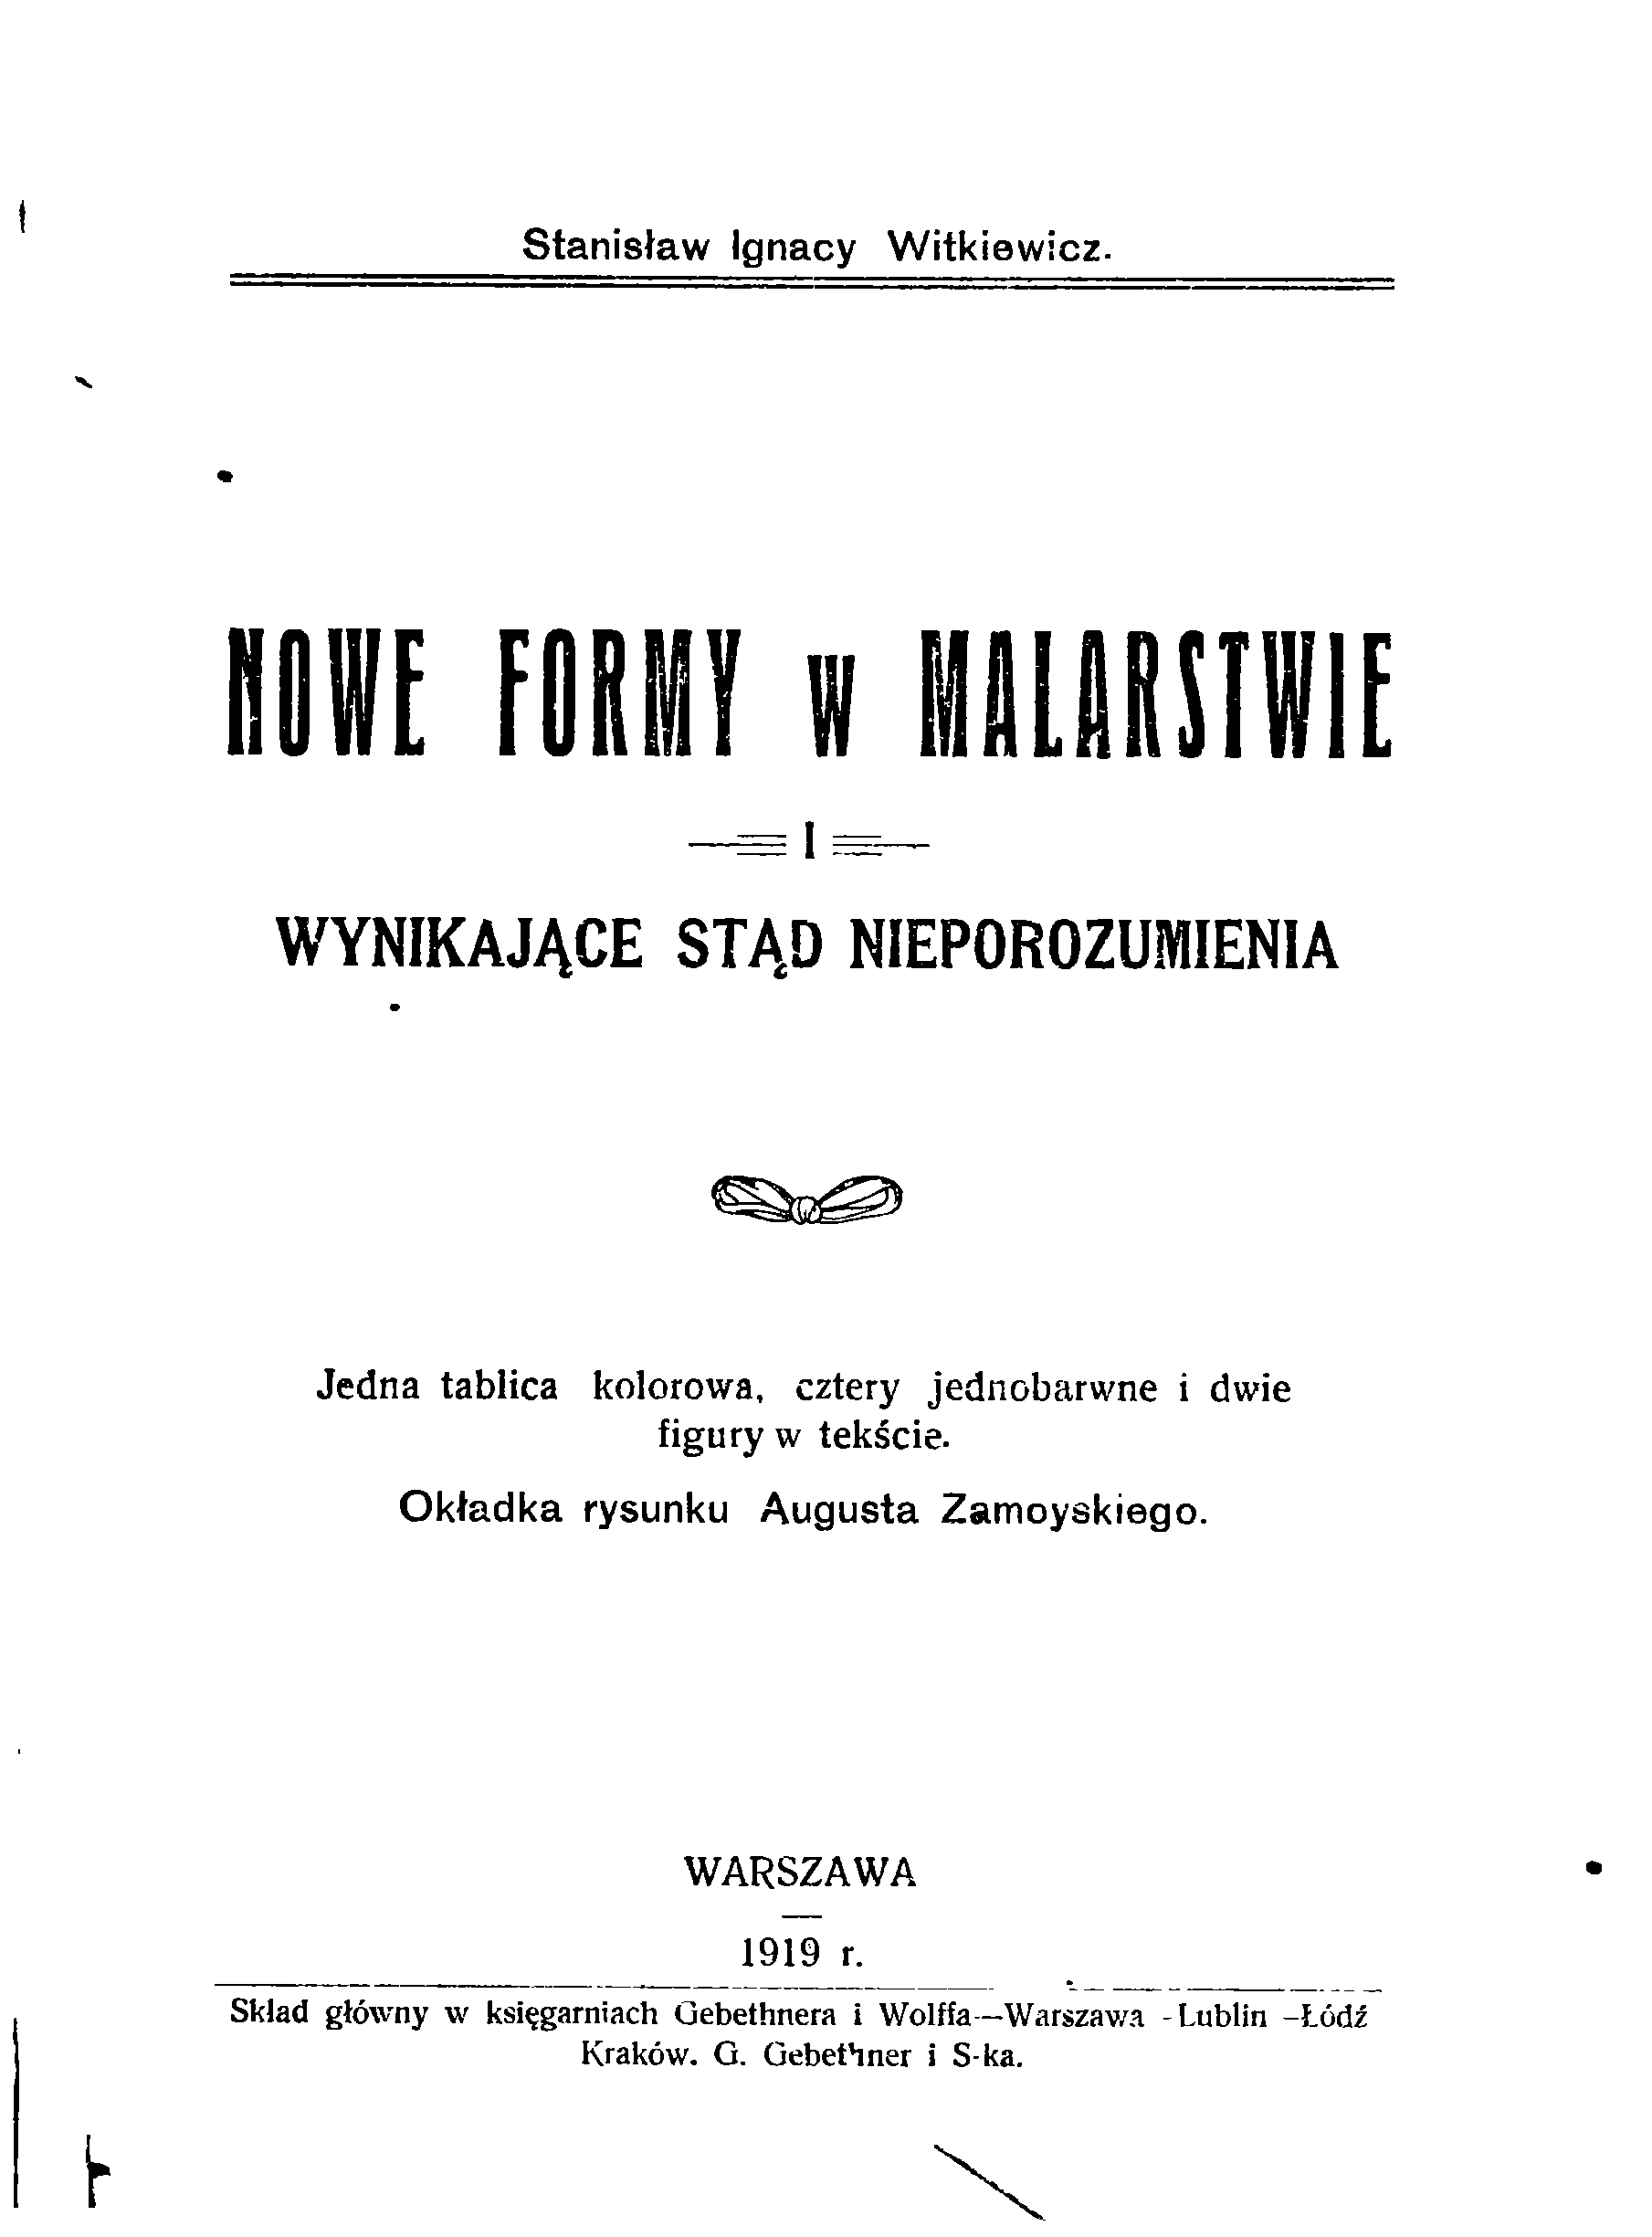 Stanisław Ignacy Witkiewicz.
NOWE FORMY w MALARSTWIE
I
WYNIKAJĄCE STĄD NIEPOROZUMIENIA
Jedna tablica kolorowa, cztery jednobarwne i dwie
figury w tekście.
Okładka rysunku Augusta Zamoyskiego.
WARSZAWA
1919 r.
Skład główny w księgarniach Gebethnera i Wolffa—Warszawa -Lublin –Łódź
Kraków. G. Gebethner i S-ka.